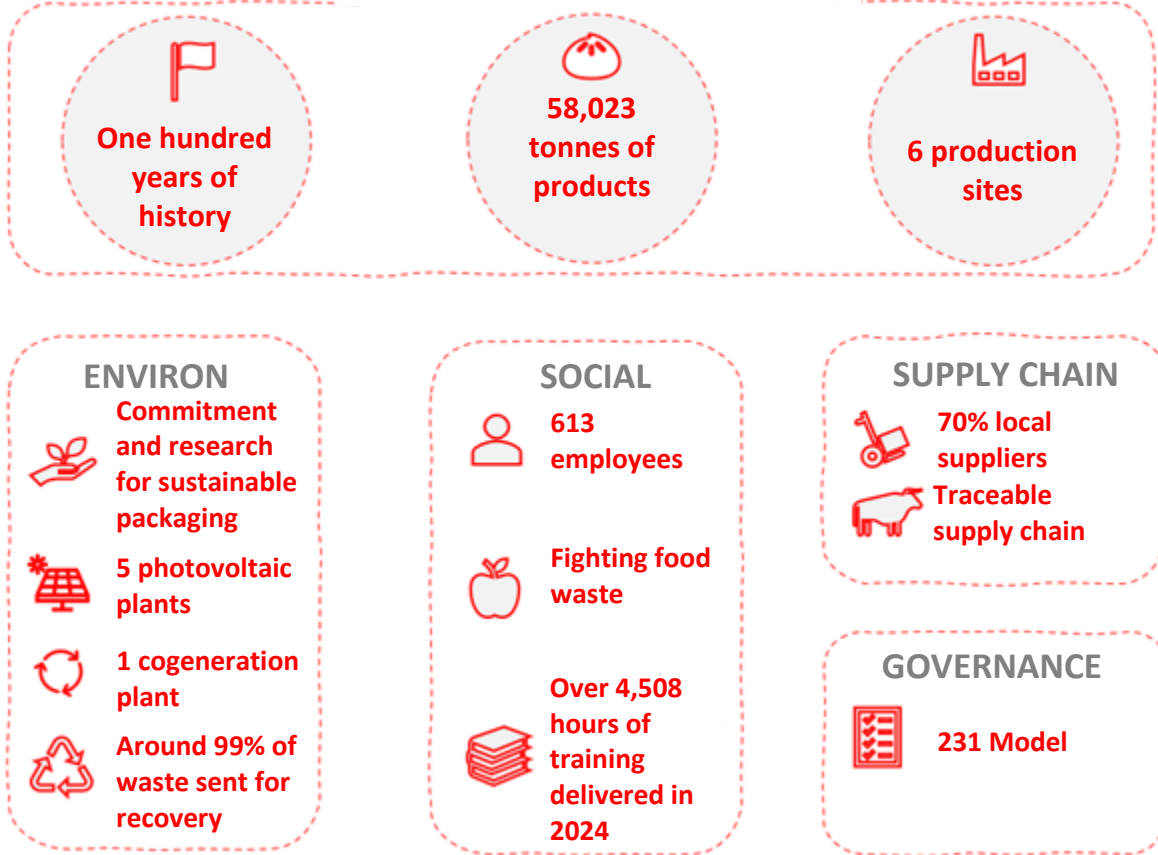 One hundred
years of
history
58,023
tonnes of
products
6 production
sites
ENVIRON
Commitment
and research
for sustainable
packaging
5 photovoltaic
plants
1 cogeneration
plant
Around 99% of
waste sent for
recovery
SOCIAL
613
employees
Fighting food
waste
Over 4,508
hours of
training
delivered in
2024
SUPPLY CHAIN
70% local
suppliers
Traceable
supply chain
GOVERNANCE
231 Model